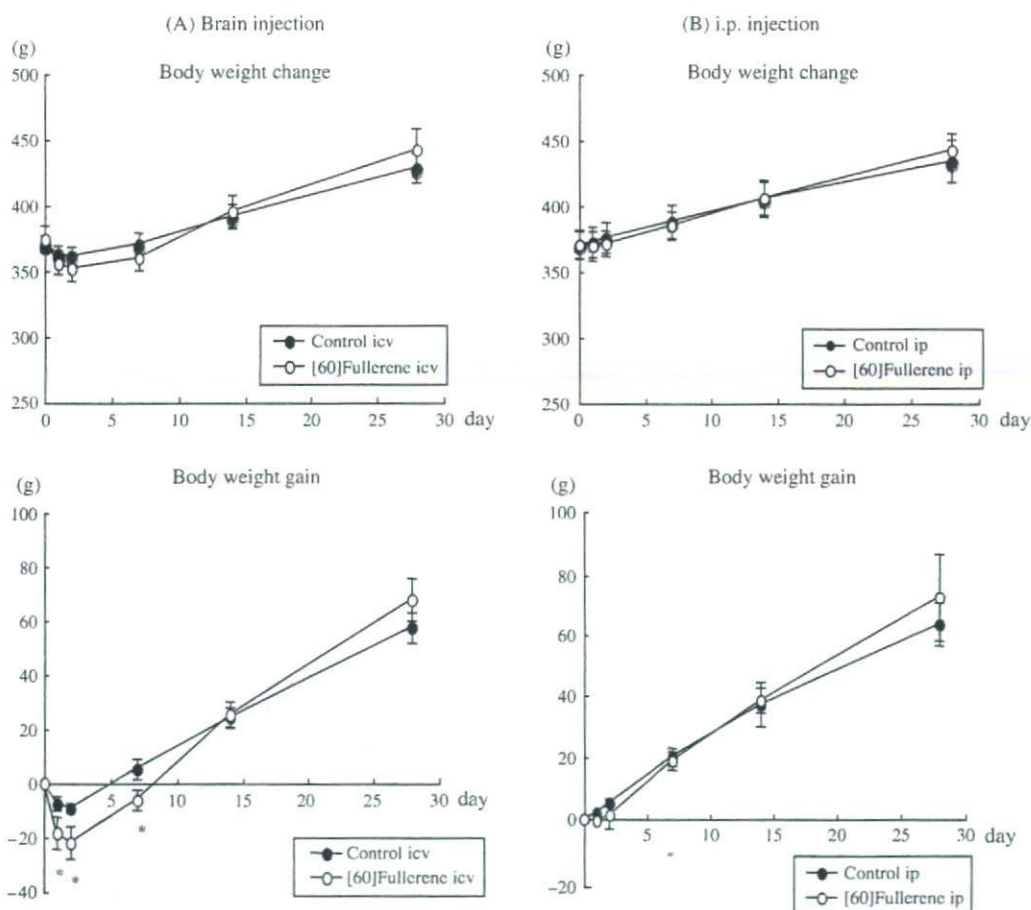 (A) Brain injection
(g)
Body weight change
500
450
400
350
300
250
0 5 10 15 20 25 30 day
Control icv
[60]Fullerene icv
(B) i.p. injection
(g)
Body weight change
500
450
400
350
300
250
0 5 10 15 20 25 30 day
Control ip
[60]Fullerene ip
(g)
Body weight gain
100
80
60
40
20
0
-20
-40
5 10 15 20 25 30 day
* * *
Control icv
[60]Fullerene icv
(g)
Body weight gain
100
80
60
40
20
0
-20
5 10 15 20 25 30 day
*
Control ip
[60]Fullerene ip